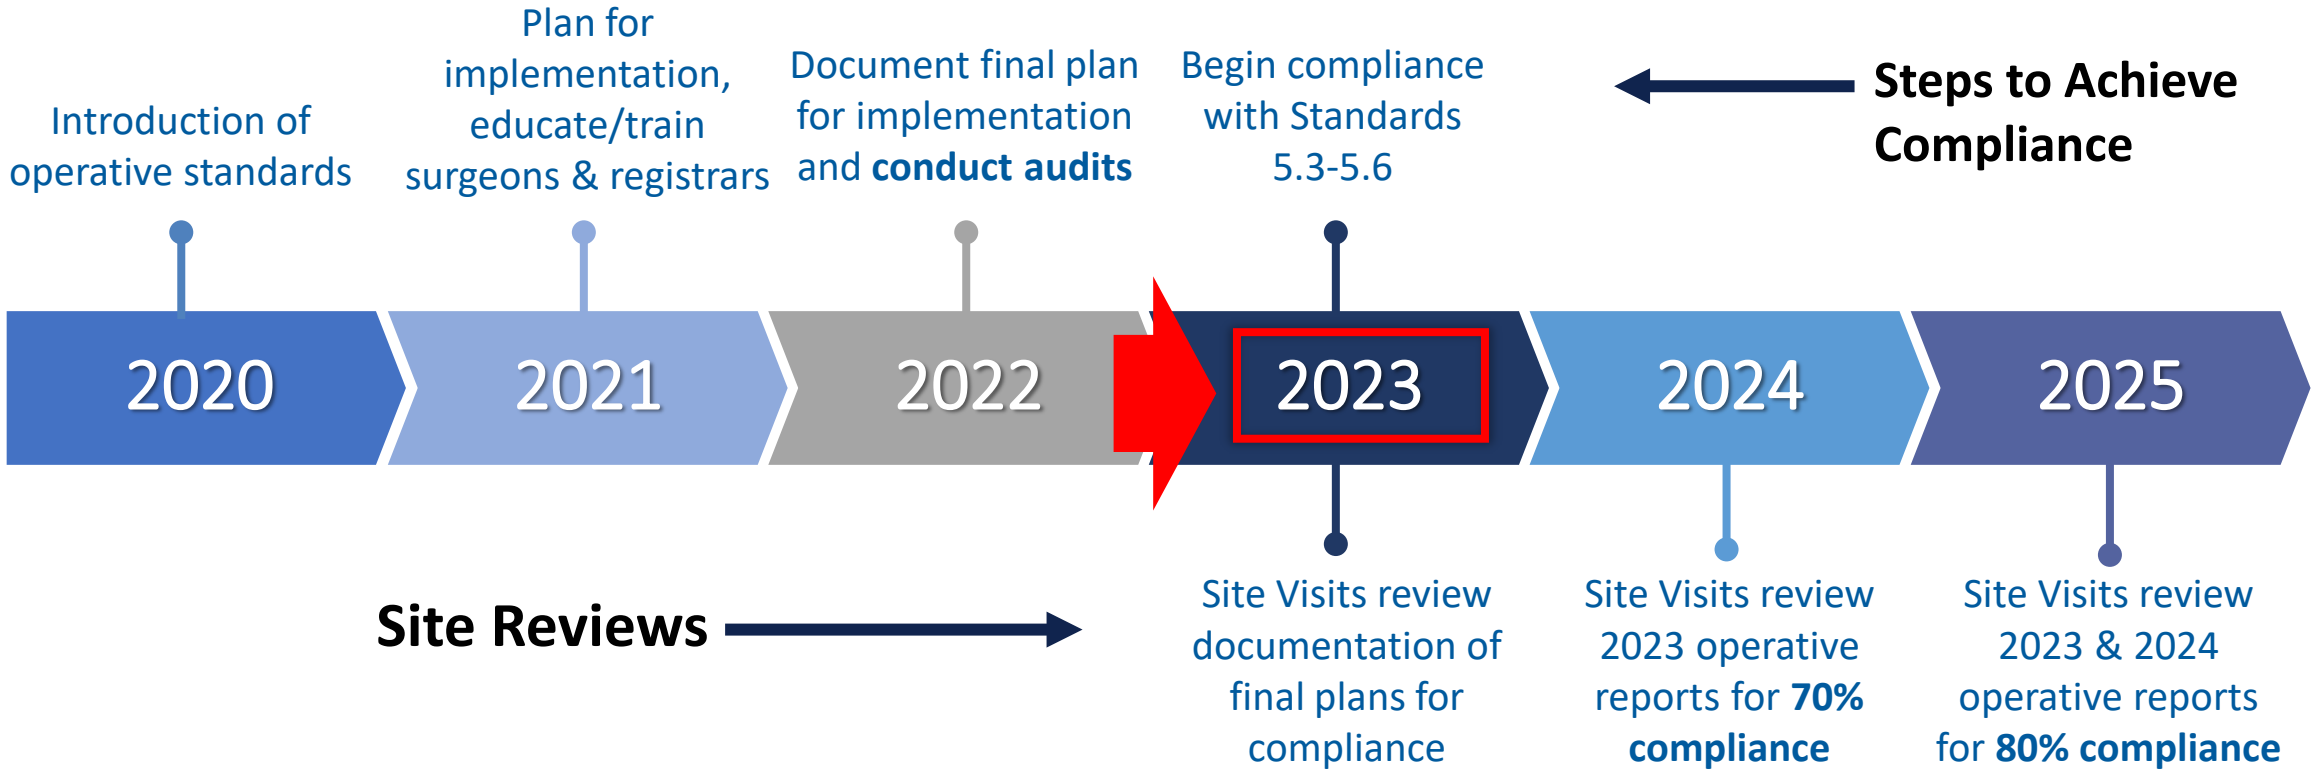 Introduction of
operative standards
Plan for
implementation,
educate/train
surgeons & registrars
Document final plan
for implementation
and conduct audits
Begin compliance
with Standards
5.3-5.6
Steps to Achieve
Compliance
2020
2021
2022
2023
2024
2025
Site Reviews
Site Visits review
documentation of
final plans for
compliance
Site Visits review
2023 operative
reports for 70%
compliance
Site Visits review
2023 & 2024
operative reports
for 80% compliance